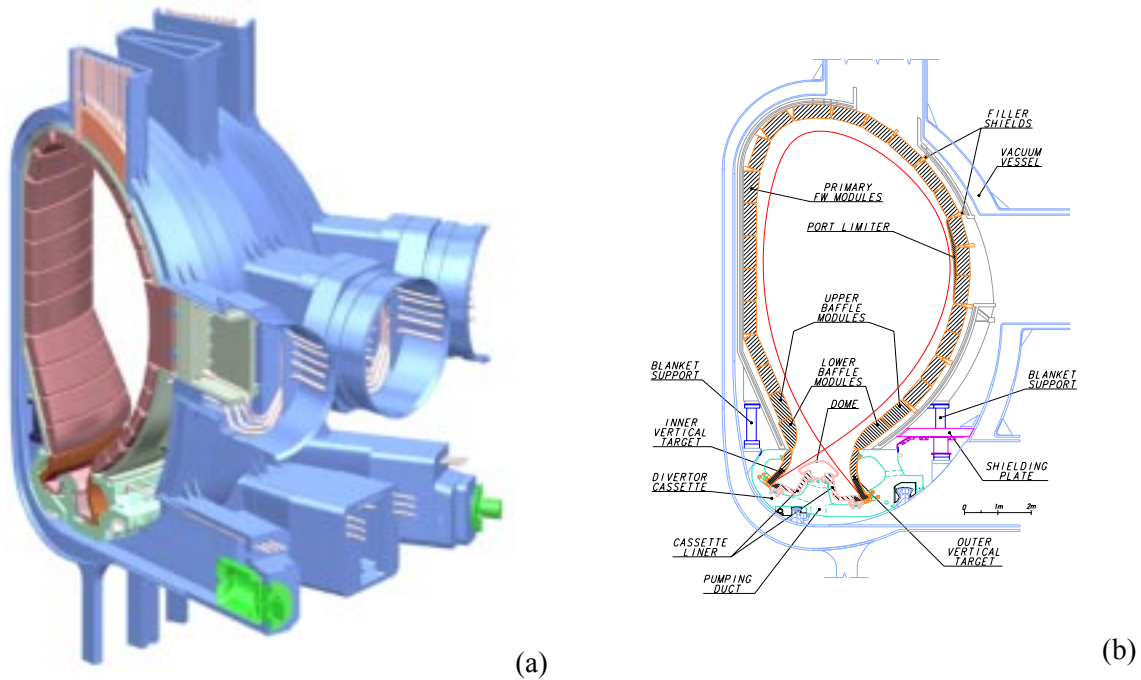 FILLER
SHIELDS
VACUUM
VESSEL
PRIMARY
FW MODULES
PORT LIMITER
UPPER
BAFFLE
MODULES
BLANKET
SUPPORT
LOWER
BAFFLE
MODULES
BLANKET
SUPPORT
DOME
INNER
VERTICAL
TARGET
DIVERTOR
CASSETTE
SHIELDING
PLATE
0 1m 2m
CASSETTE
LINER
OUTER
VERTICAL
TARGET
PUMPING
DUCT
(a)
(b)